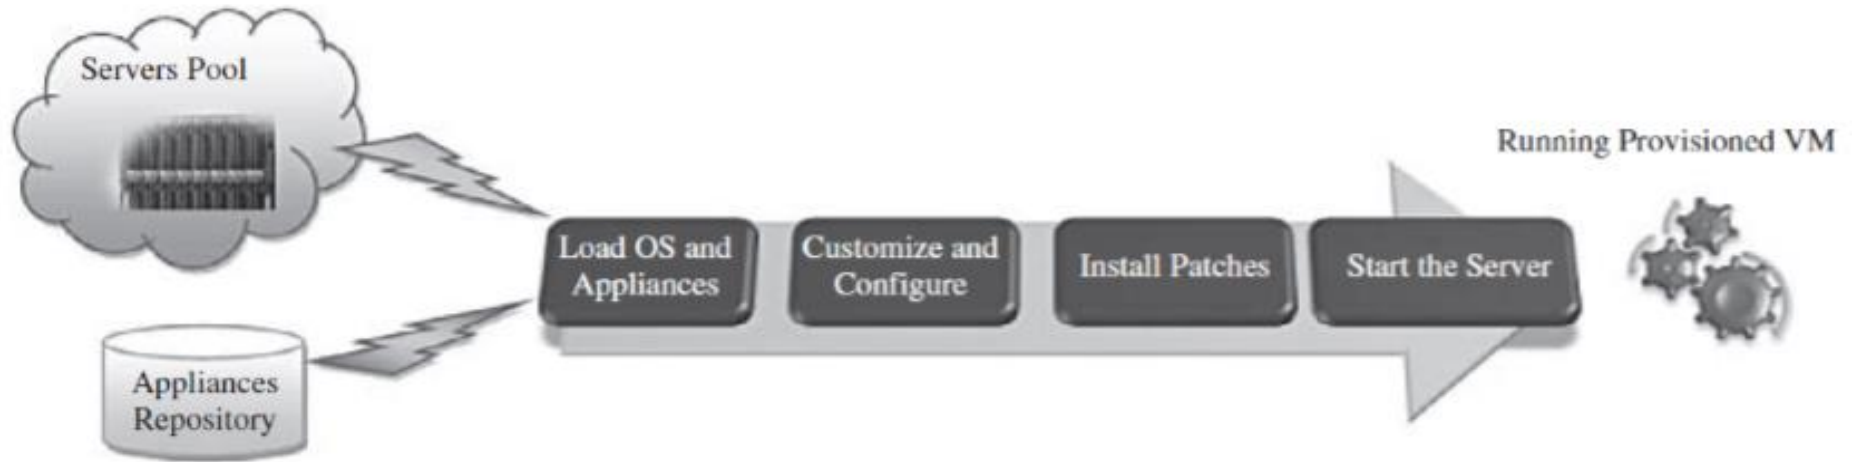 Servers Pool
Running Provisioned VM
Load OS and
Appliances
Customize and
Configure
Install Patches
Start the Server
Appliances
Repository